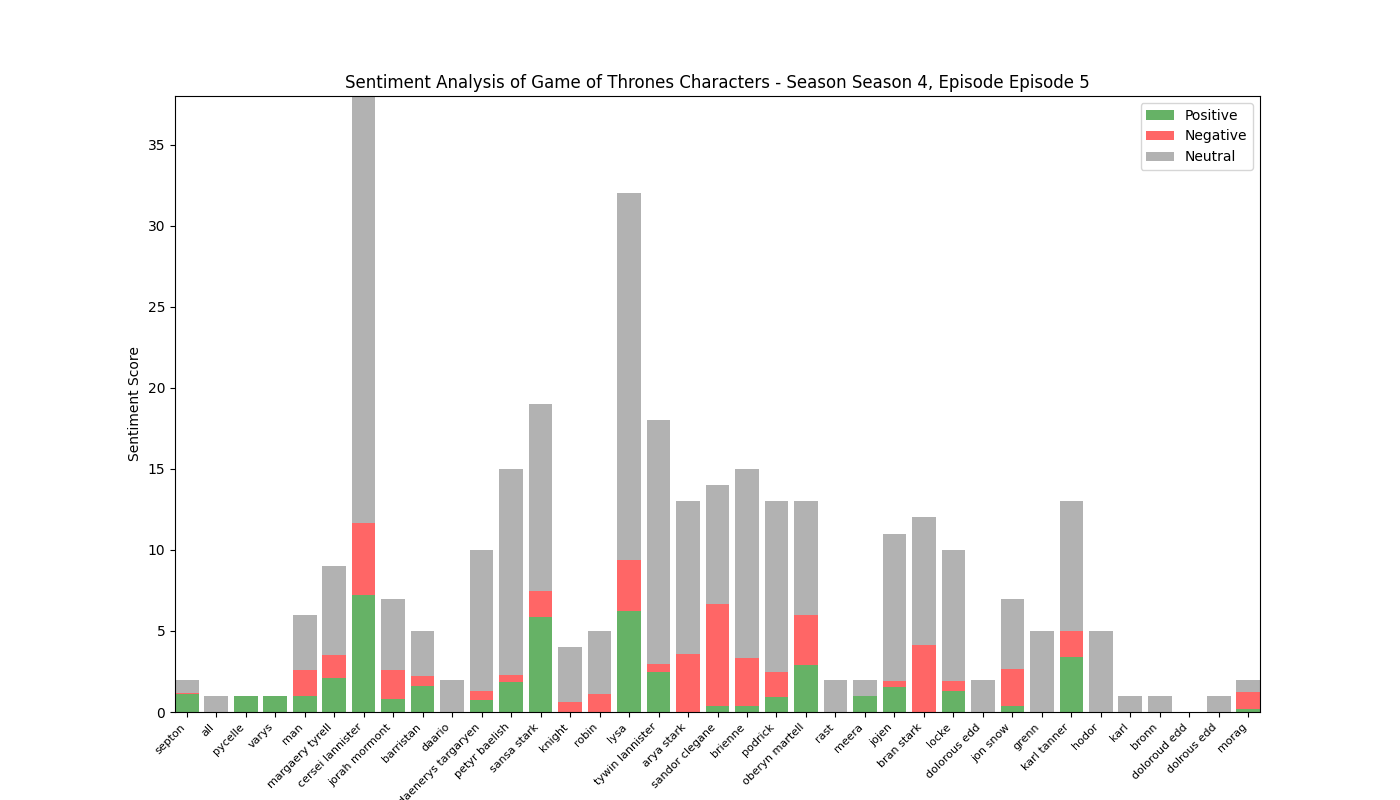 Sentiment Analysis of Game of Thrones Characters - Season Season 4, Episode Episode 5
Positive
Negative
Neutral
Sentiment Score
35
30
25
20
15
10
5
0
septon
all
pycelle
varys
man
margaery tyrell
cersei lannister
jorah mormont
barristan
daario
daenerys targaryen
petyr baelish
sansa stark
knight
robin
lysa
tywin lannister
arya stark
sandor clegane
brienne
podrick
oberyn martell
rast
meera
jojen
bran stark
locke
dolorous edd
jon snow
grenn
karl tanner
hodor
karl
bronn
doloroud edd
dolrous edd
morag